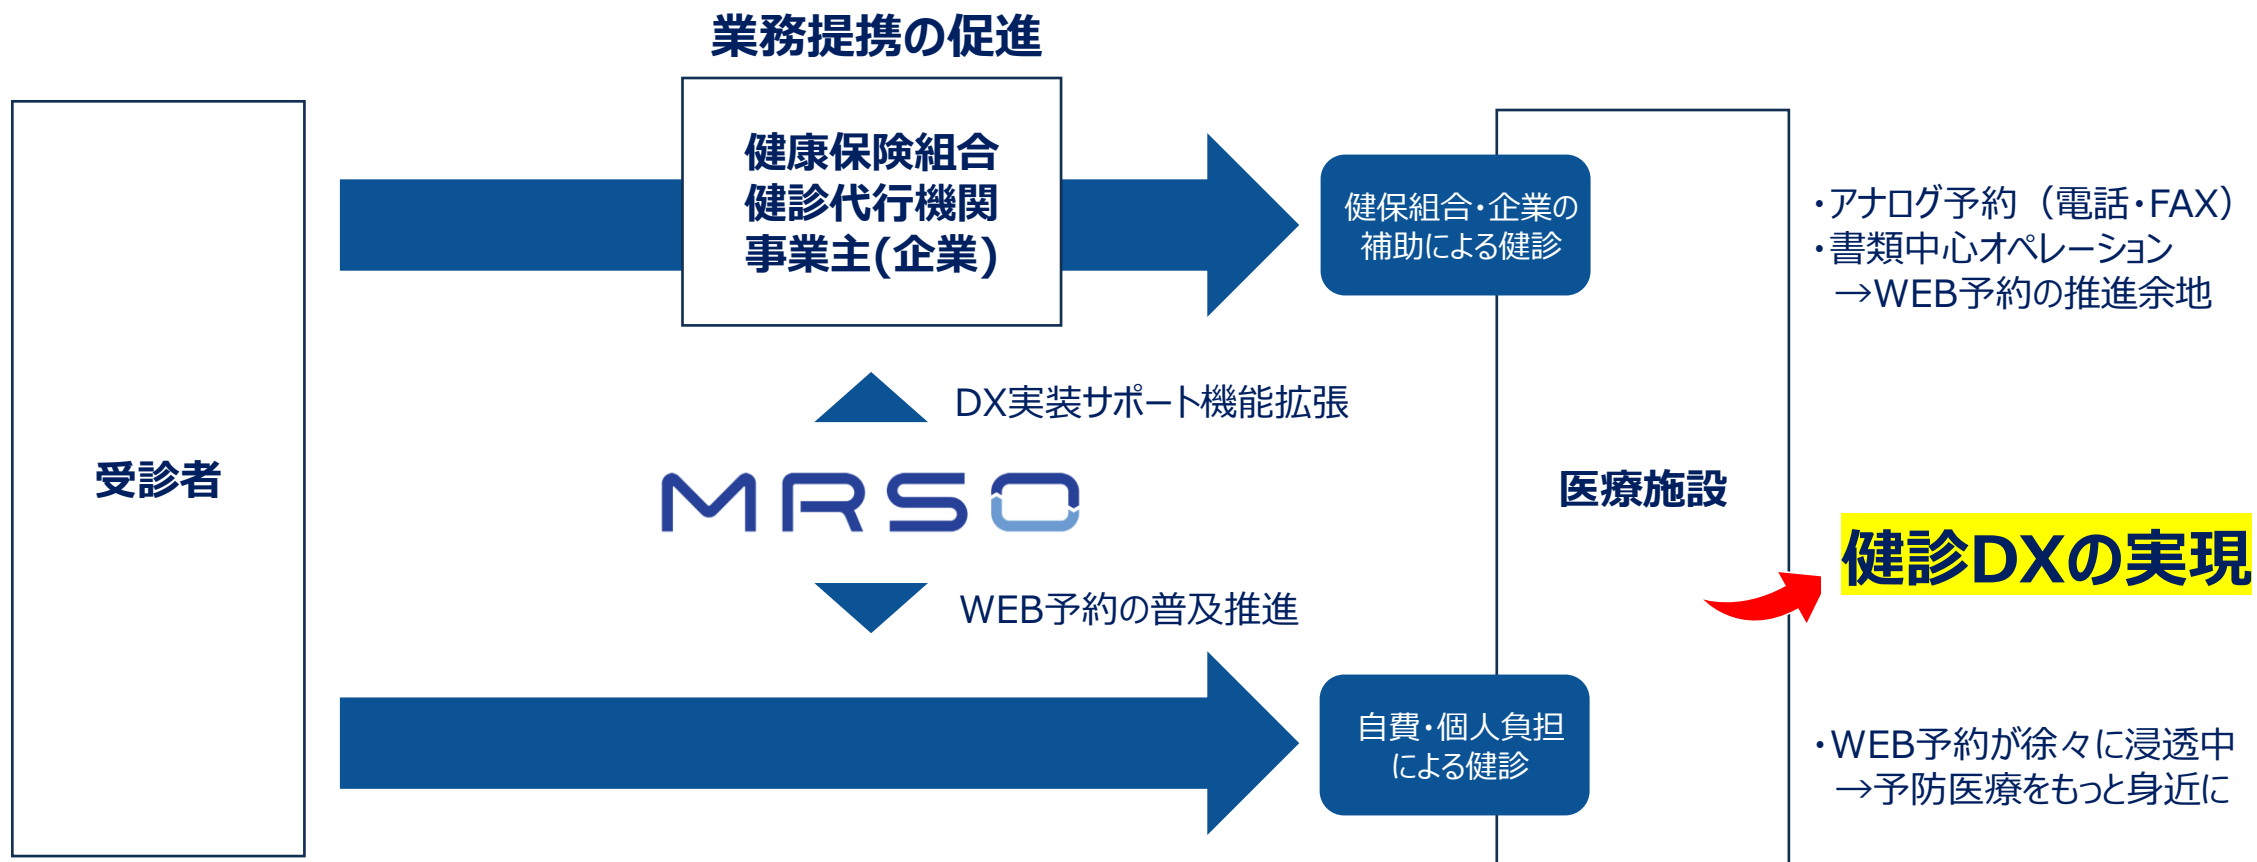 業務提携の促進
健康保険組合
健診代行機関
事業主(企業)
健保組合・企業の
補助による健診
・アナログ予約（電話・FAX）
・書類中心オペレーション
→WEB予約の推進余地
DX実装サポート機能拡張
受診者
MRSO
医療施設
健診DXの実現
WEB予約の普及推進
自費・個人負担
による健診
・WEB予約が徐々に浸透中
→予防医療をもっと身近に